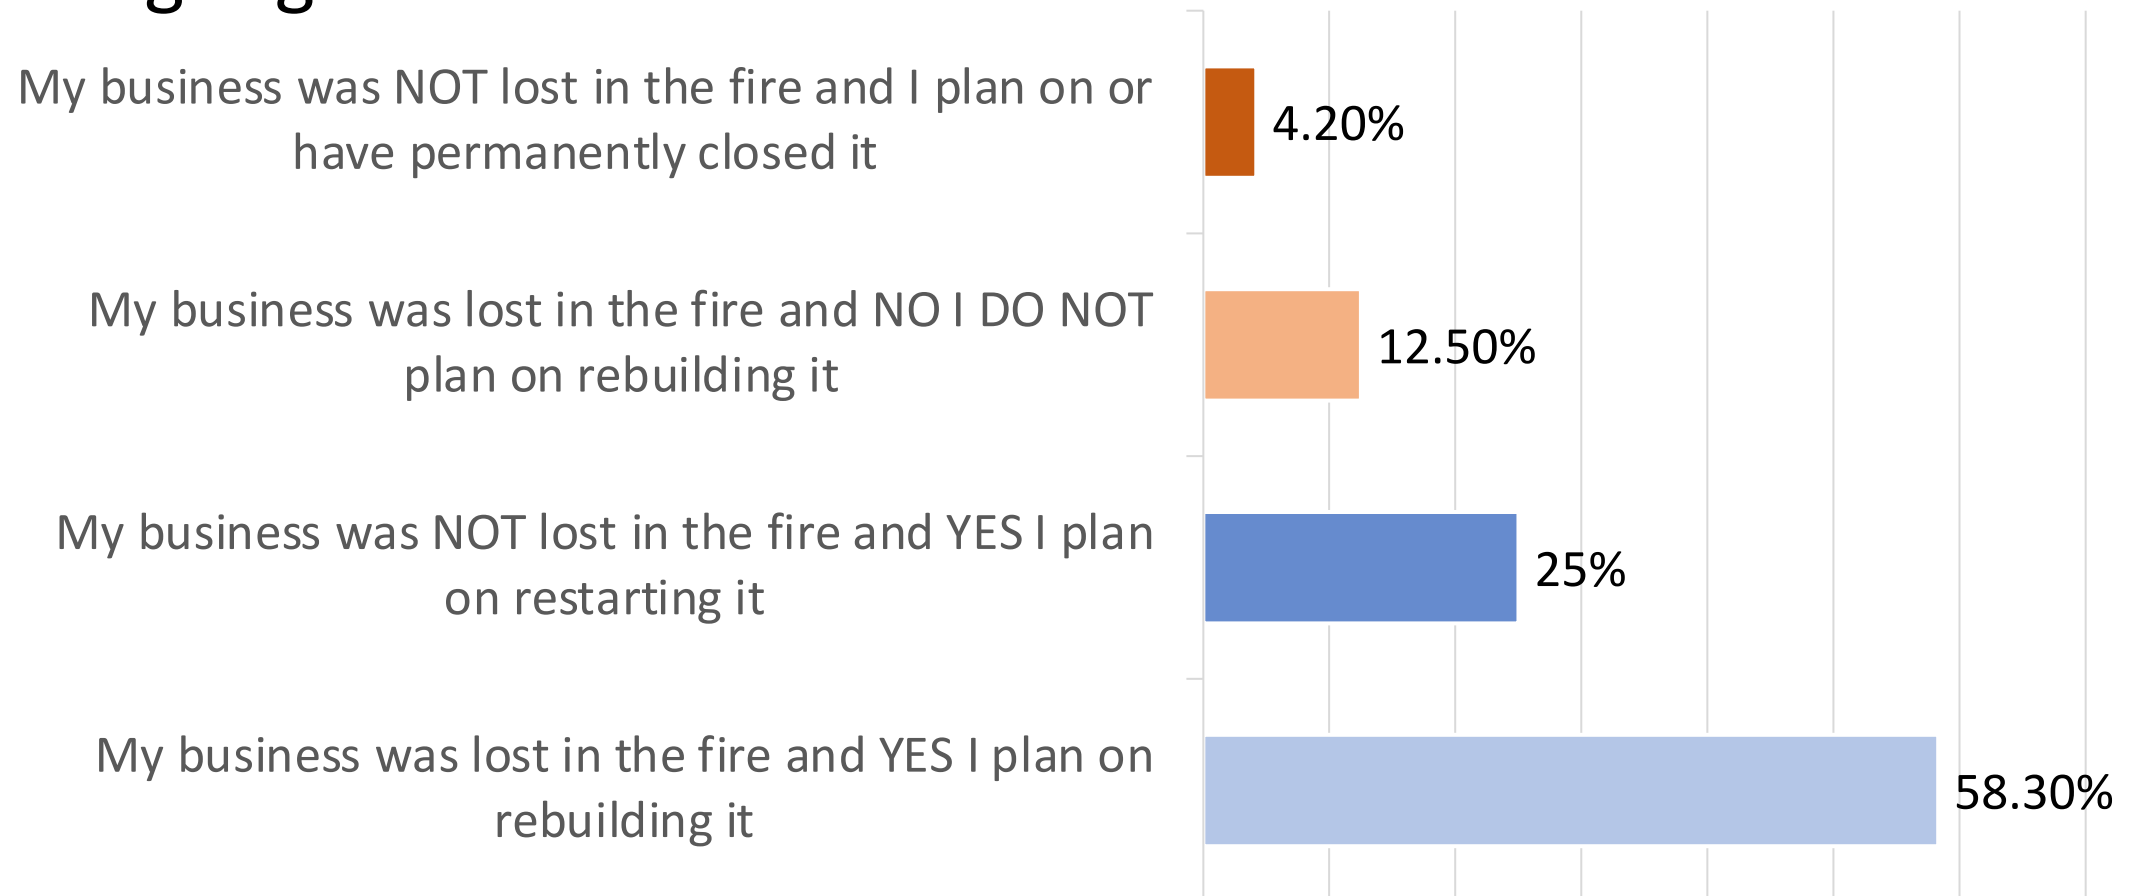 My business was NOT lost in the fire and I plan on or
have permanently closed it
4.20%
My business was lost in the fire and NO I DO NOT
plan on rebuilding it
12.50%
My business was NOT lost in the fire and YES I plan
on restarting it
25%
My business was lost in the fire and YES I plan on
rebuilding it
58.30%